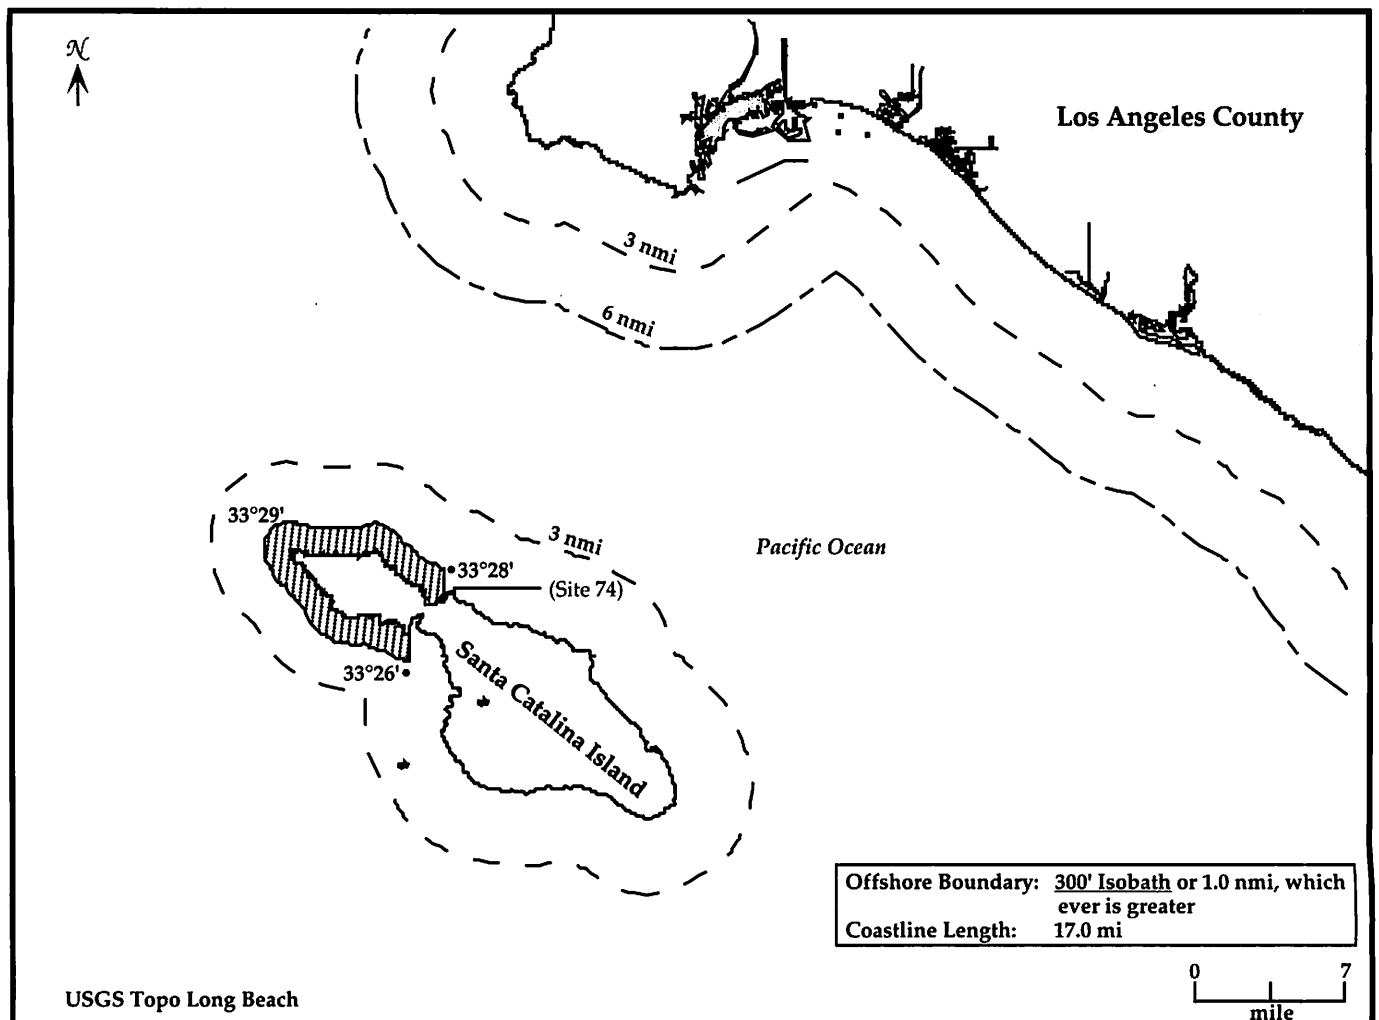 N
Los Angeles County
3 nmi
6 nmi
33°29'
3 nmi
Pacific Ocean
33°28'
(Site 74)
33°26'
Santa Catalina Island
Offshore Boundary: 300' Isobath or 1.0 nmi, which
ever is greater
Coastline Length: 17.0 mi
0 7
mile
USGS Topo Long Beach